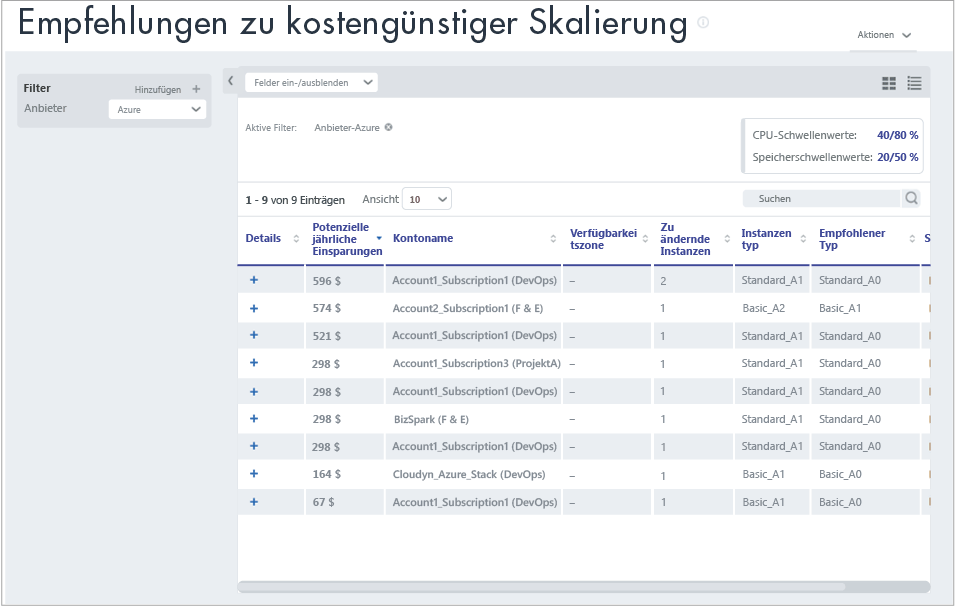 Empfehlungen zu kostengünstiger Skalierung
Aktionen
Filter Hinzufügen +
Anbieter Azure
Felder ein-/ausblenden
Aktive Filter: Anbieter-Azure
CPU-Schwellenwerte: 40/80 %
Speicherschwellenwerte: 20/50 %
1 - 9 von 9 Einträgen Ansicht 10
Suchen
Details Potenzielle jährliche Einsparungen Kontoname Verfügbarkei tszone Zu ändernde Instanzen Instanzen typ Empfohlener Typ S
+ 596 $ Account1_Subscription1 (DevOps) – 2 Standard_A1 Standard_A0
+ 574 $ Account2_Subscription1 (F & E) – 1 Basic_A2 Basic_A1
+ 521 $ Account1_Subscription1 (DevOps) – 1 Standard_A1 Standard_A0
+ 298 $ Account1_Subscription3 (ProjektA) – 1 Standard_A1 Standard_A0
+ 298 $ Account1_Subscription1 (DevOps) – 1 Standard_A1 Standard_A0
+ 298 $ BizSpark (F & E) – 1 Standard_A1 Standard_A0
+ 298 $ Account1_Subscription1 (DevOps) – 1 Standard_A1 Standard_A0
+ 164 $ Cloudyn_Azure_Stack (DevOps) – 1 Basic_A1 Basic_A0
+ 67 $ Account1_Subscription1 (DevOps) – 1 Basic_A1 Basic_A0